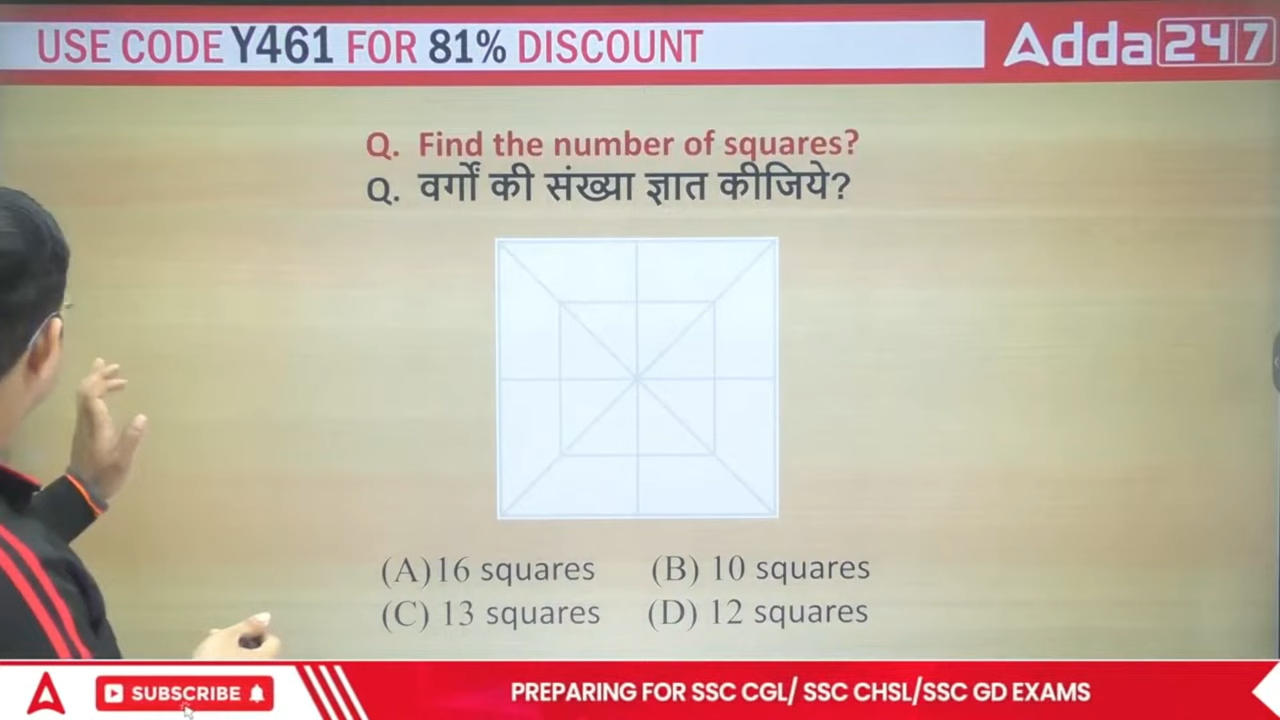 USE CODE Y461 FOR 81% DISCOUNT
Adda247
Q. Find the number of squares?
Q. वर्गों की संख्या ज्ञात कीजिये?
(A)16 squares (B) 10 squares
(C) 13 squares (D) 12 squares
SUBSCRIBE
PREPARING FOR SSC CGL/ SSC CHSL/SSC GD EXAMS